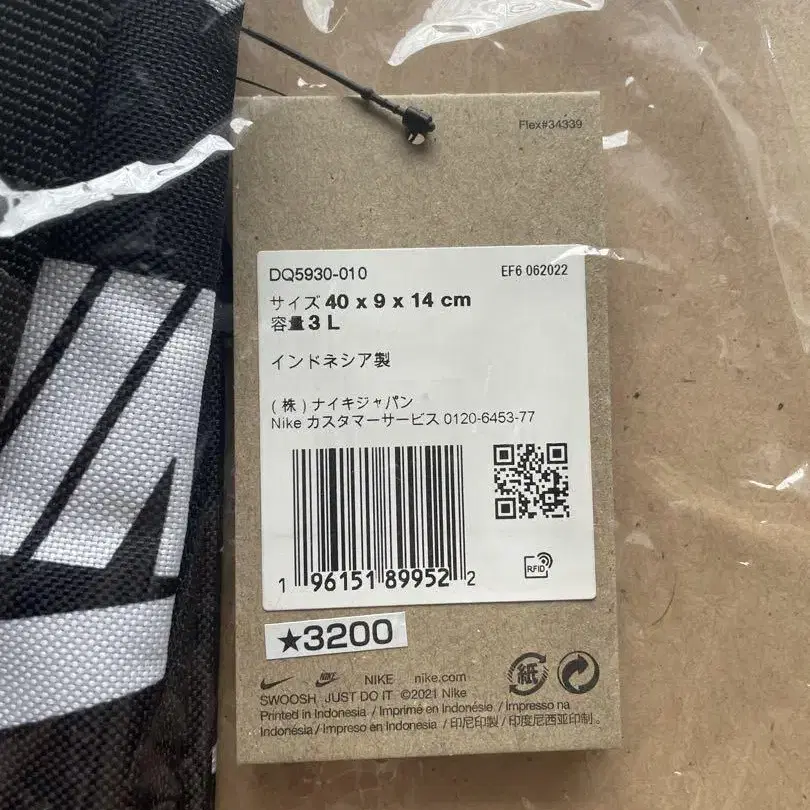 Flex#34339
DQ5930-010 EF6 062022
サイズ 40 x 9 x 14 cm
容量 3 L
インドネシア製
(株)ナイキジャパン
Nike カスタマーサービス 0120-6453-77
1 96151 89952 2
RFID
★3200
NIKE nike.com
SWOOSH JUST DO IT ©2021 Nike
Printed in Indonesia / Imprimé en Indonésie / Impresso na
Indonésia / Impreso en Indonesia / 印尼印製 / 印度尼西亚印制。
紙